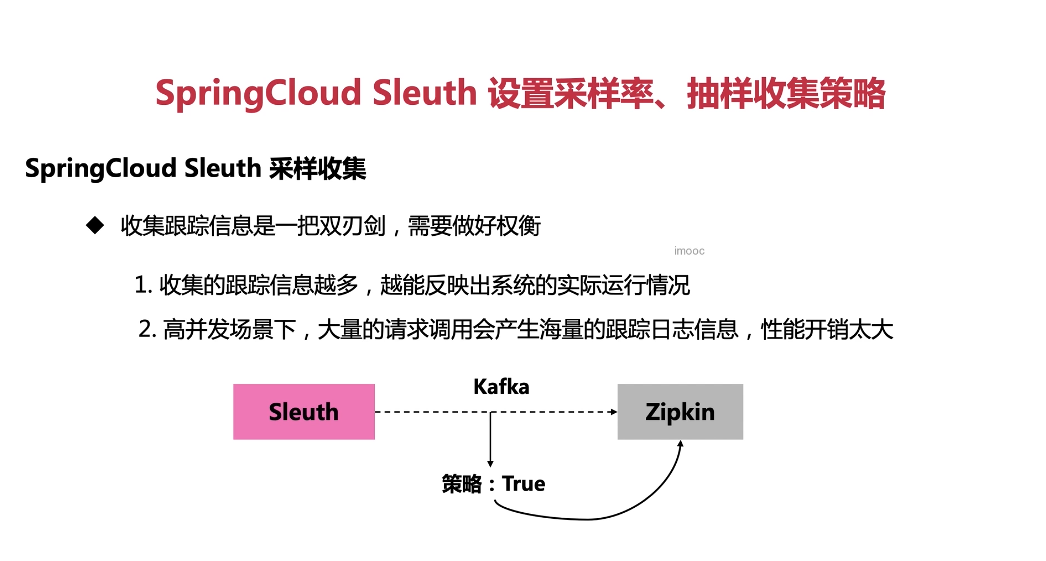 SpringCloud Sleuth 设置采样率、抽样收集策略
SpringCloud Sleuth 采样收集
◆ 收集跟踪信息是一把双刃剑，需要做好权衡
imooc
1. 收集的跟踪信息越多，越能反映出系统的实际运行情况
2. 高并发场景下，大量的请求调用会产生海量的跟踪日志信息，性能开销太大
Kafka
Sleuth
Zipkin
策略：True